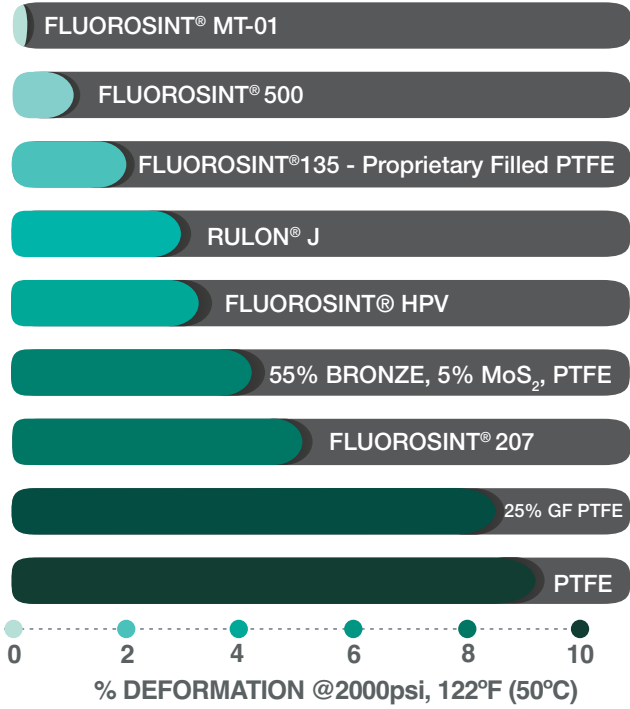 FLUOROSINT® MT-01
FLUOROSINT® 500
FLUOROSINT®135 - Proprietary Filled PTFE
RULON® J
FLUOROSINT® HPV
55% BRONZE, 5% MoS₂, PTFE
FLUOROSINT® 207
25% GF PTFE
PTFE
0 2 4 6 8 10
% DEFORMATION @2000psi, 122ºF (50ºC)